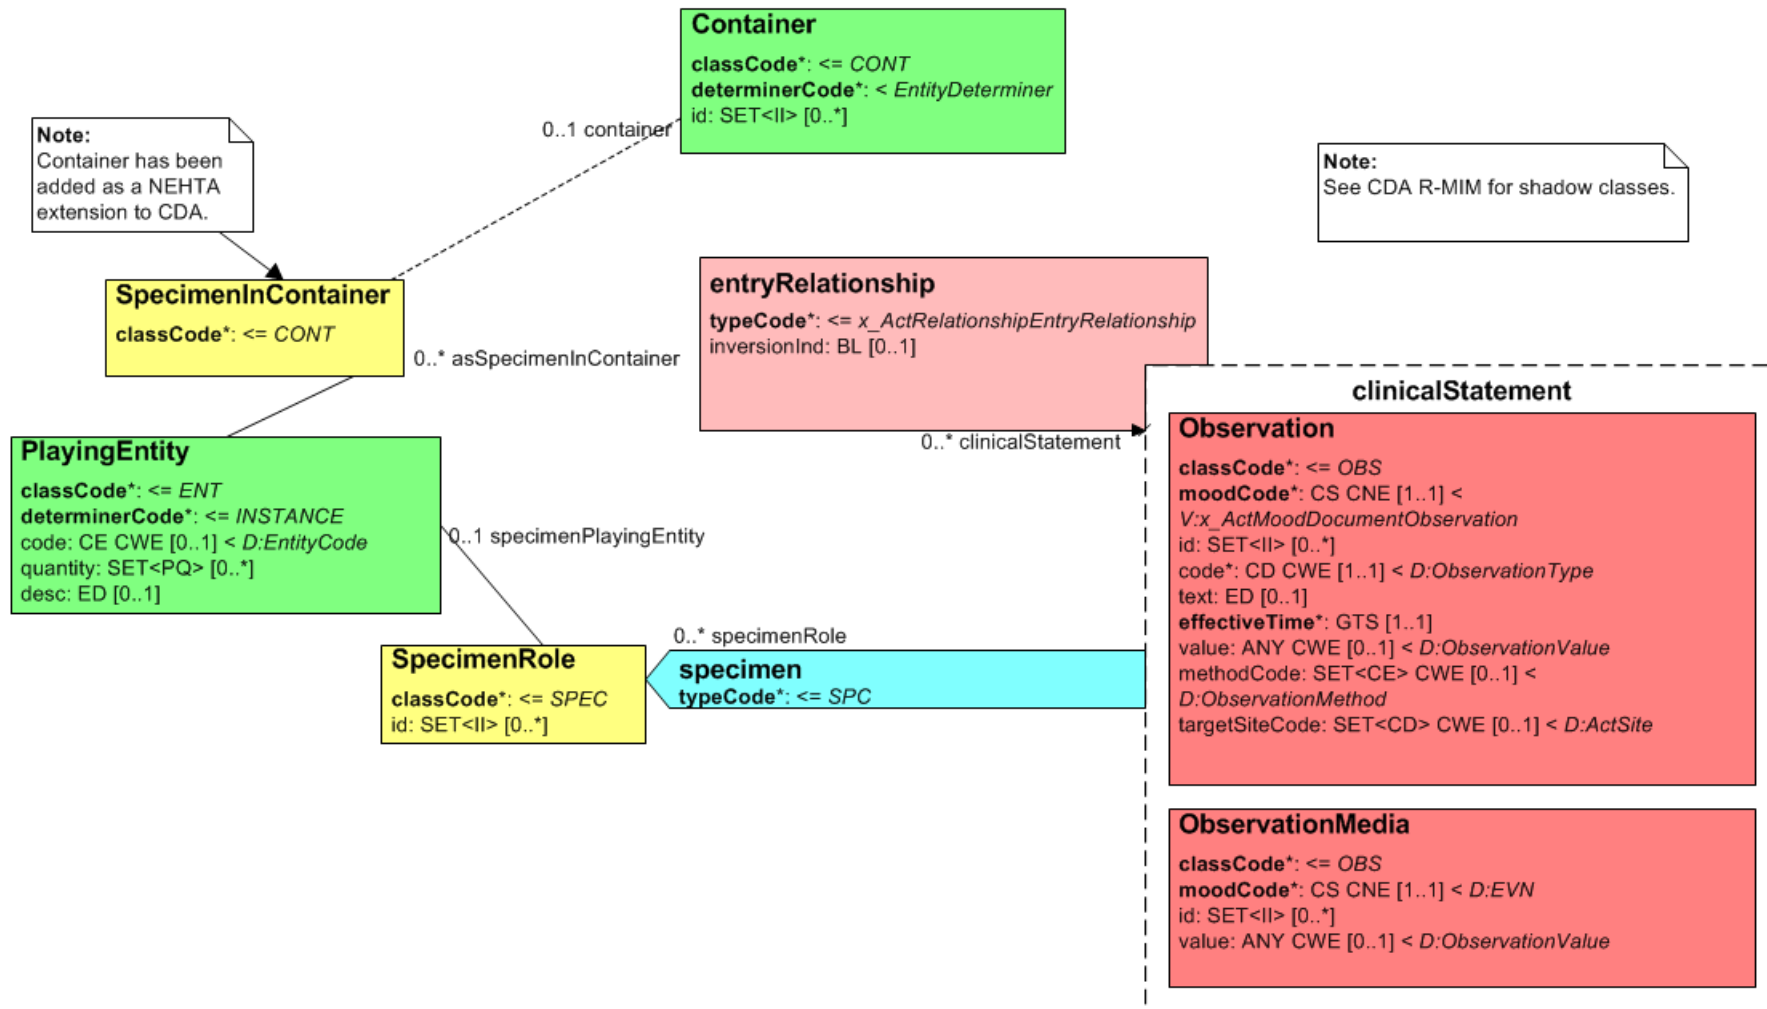 Container
classCode*: <= CONT
determinerCode*: < EntityDeterminer
id: SET<II> [0..*]
0..1 container
Note:
Container has been
added as a NEHTA
extension to CDA.
Note:
See CDA R-MIM for shadow classes.
SpecimenInContainer
classCode*: <= CONT
0..* asSpecimenInContainer
entryRelationship
typeCode*: <= x_ActRelationshipEntryRelationship
inversionInd: BL [0..1]
0..* clinicalStatement
clinicalStatement
PlayingEntity
classCode*: <= ENT
determinerCode*: <= INSTANCE
code: CE CWE [0..1] < D:EntityCode
quantity: SET<PQ> [0..*]
desc: ED [0..1]
0..1 specimenPlayingEntity
SpecimenRole
classCode*: <= SPEC
id: SET<II> [0..*]
0..* specimenRole
specimen
typeCode*: <= SPC
Observation
classCode*: <= OBS
moodCode*: CS CNE [1..1] <
V:x_ActMoodDocumentObservation
id: SET<II> [0..*]
code*: CD CWE [1..1] < D:ObservationType
text: ED [0..1]
effectiveTime*: GTS [1..1]
value: ANY CWE [0..1] < D:ObservationValue
methodCode: SET<CE> CWE [0..1] <
D:ObservationMethod
targetSiteCode: SET<CD> CWE [0..1] < D:ActSite
ObservationMedia
classCode*: <= OBS
moodCode*: CS CNE [1..1] < D:EVN
id: SET<II> [0..*]
value: ANY CWE [0..1] < D:ObservationValue